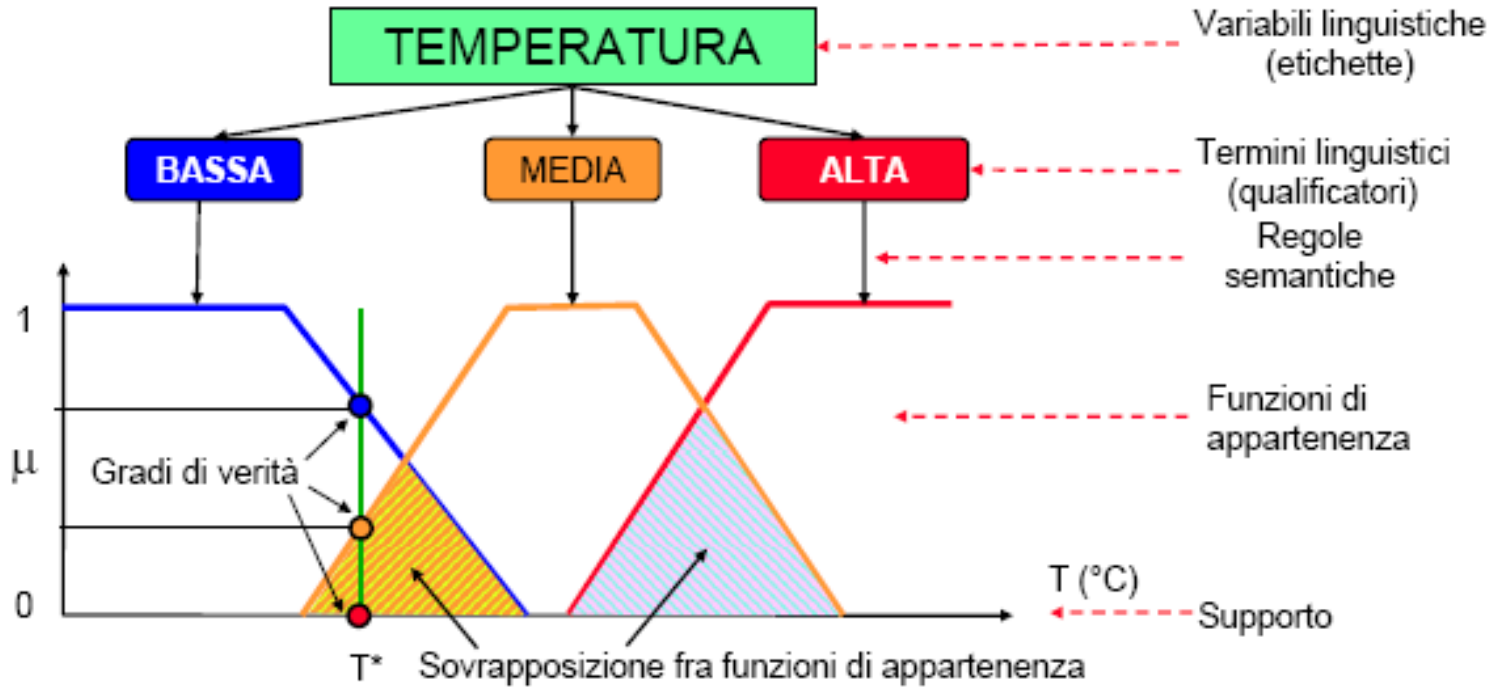 TEMPERATURA
Variabili linguistiche
(etichette)
BASSA
MEDIA
ALTA
Termini linguistici
(qualificatori)
Regole
semantiche
1
Funzioni di
appartenenza
μ
Gradi di verità
0
T (°C)
Supporto
T*
Sovrapposizione fra funzioni di appartenenza